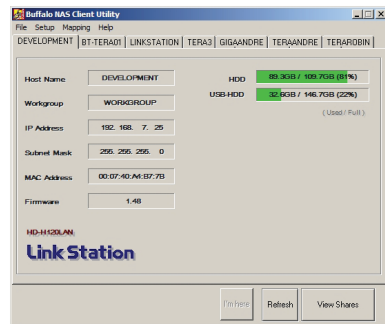 Buffalo NAS Client Utility
File Setup Mapping Help
DEVELOPMENT BT-TERA01 LINKSTATION TERA3 GIGAANDRE TERAANDRE TERAROBIN
Host Name DEVELOPMENT HDD 89.3GB / 109.7GB (81%)
Workgroup WORKGROUP USB-HDD 32.6GB / 146.7GB (22%)
( Used / Full )
IP Address 192. 168. 7. 25
Subnet Mask 255. 255. 255. 0
MAC Address 00:07:40:A4:B7:7B
Firmware 1.48
HD-H120LAN
Link Station
I'm here Refresh View Shares